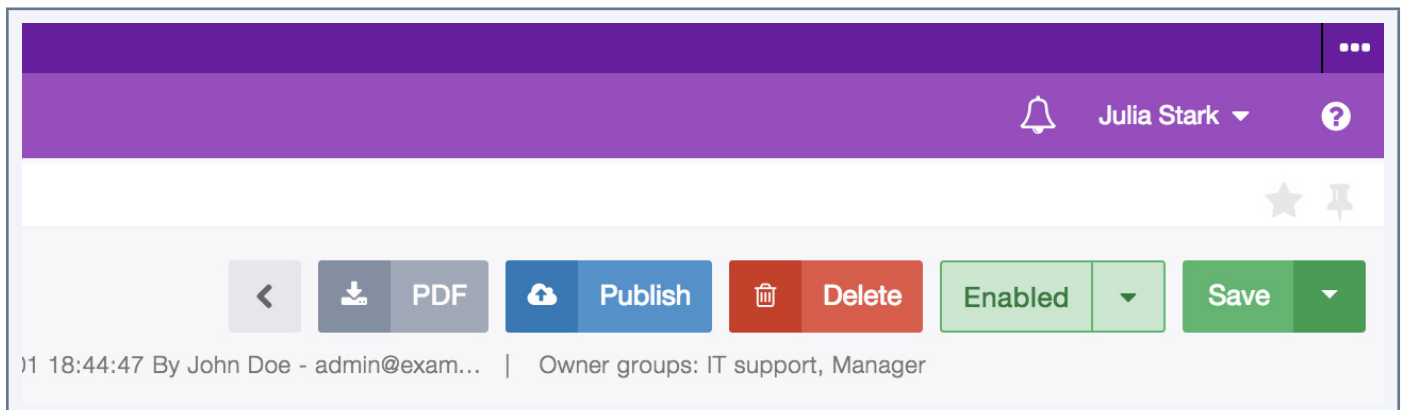 Julia Stark
PDF Publish Delete Enabled Save
01 18:44:47 By John Doe - admin@exam... | Owner groups: IT support, Manager